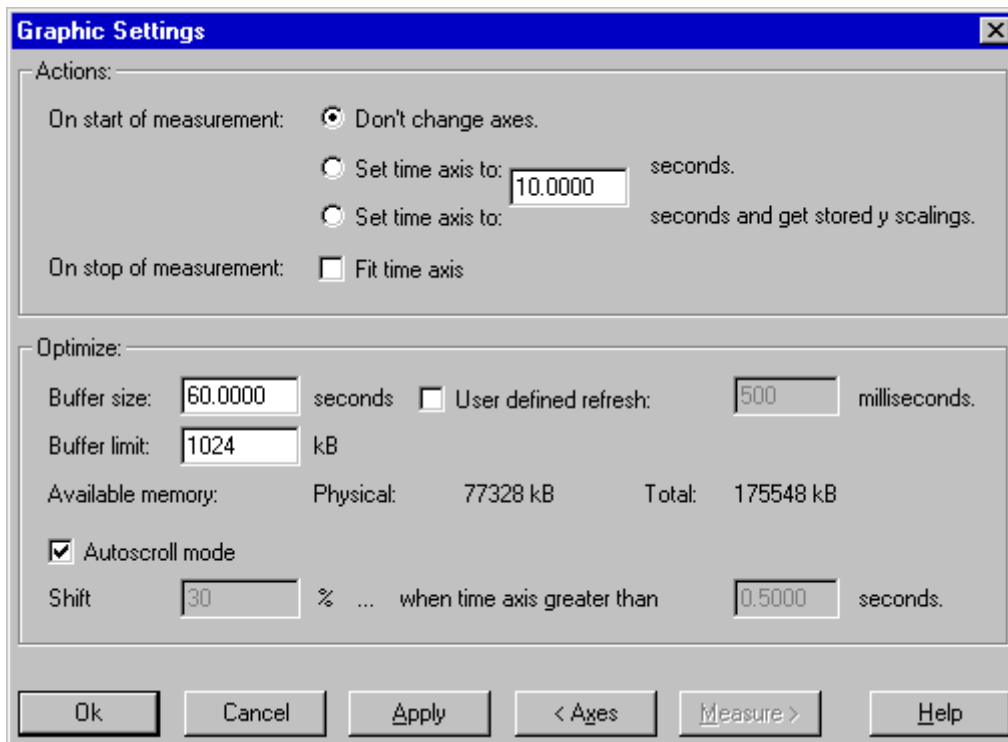 Graphic Settings
Actions:
On start of measurement: Don't change axes.
Set time axis to: 10.0000 seconds.
Set time axis to: seconds and get stored y scalings.
On stop of measurement: Fit time axis
Optimize:
Buffer size: 60.0000 seconds User defined refresh: 500 milliseconds.
Buffer limit: 1024 kB
Available memory: Physical: 77328 kB Total: 175548 kB
Autoscroll mode
Shift 30 % ... when time axis greater than 0.5000 seconds.
Ok Cancel Apply < Axes Measure > Help